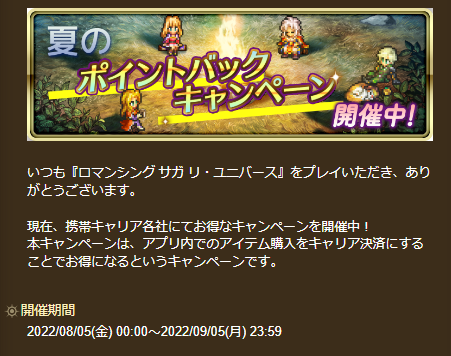 夏の
ポイントバック
キャンペーン
開催中!
いつも『ロマンシング サガ リ・ユニバース』をプレイいただき、あり
がとうございます。
現在、携帯キャリア各社にてお得なキャンペーンを開催中！
本キャンペーンは、アプリ内でのアイテム購入をキャリア決済にする
ことでお得になるというキャンペーンです。
開催期間
2022/08/05(金) 00:00～2022/09/05(月) 23:59